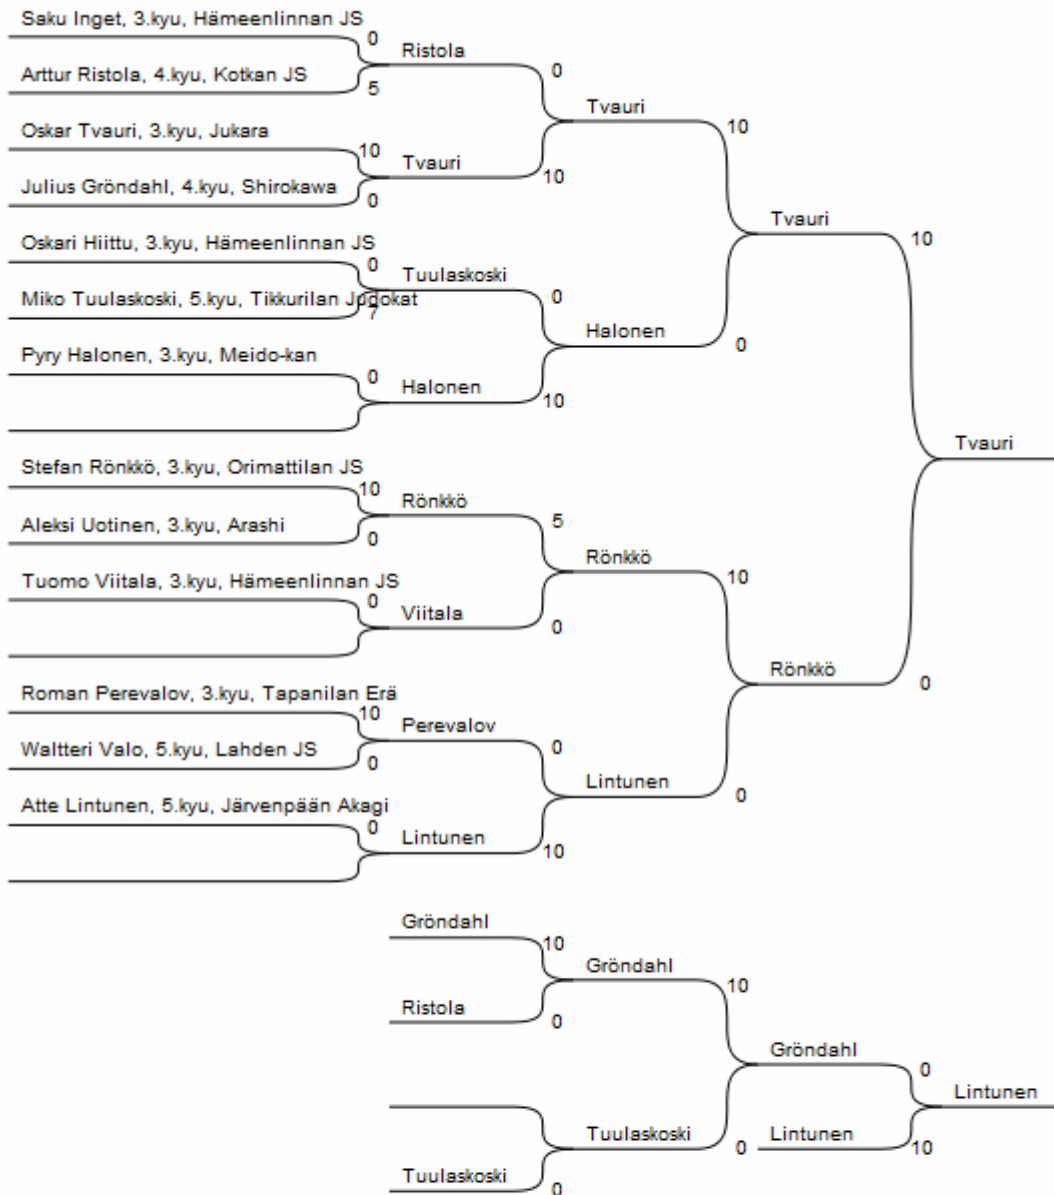 Saku Inget, 3.kyu, Hämeenlinnan JS
0
Ristola
Arttur Ristola, 4.kyu, Kotkan JS
5
0
Tvauri
Oskar Tvauri, 3.kyu, Jukara
10
10
Tvauri
10
Julius Gröndahl, 4.kyu, Shirokawa
0
Tvauri
10
Oskari Hiittu, 3.kyu, Hämeenlinnan JS
0
Tuulaskoski
Miko Tuulaskoski, 5.kyu, Tikkurilan Judokat
7
0
Halonen
0
Pyry Halonen, 3.kyu, Meido-kan
0
Halonen
10
Tvauri
Stefan Rönkkö, 3.kyu, Orimattilan JS
10
Rönkkö
Aleksi Uotinen, 3.kyu, Arashi
0
5
Rönkkö
10
Tuomo Viitala, 3.kyu, Hämeenlinnan JS
0
Viitala
0
Rönkkö
0
Roman Perevalov, 3.kyu, Tapanilan Erä
10
Perevalov
Waltteri Valo, 5.kyu, Lahden JS
0
0
Lintunen
0
Atte Lintunen, 5.kyu, Järvenpään Akagi
0
Lintunen
10
Gröndahl
10
Gröndahl
10
Ristola
0
Gröndahl
0
Lintunen
Tuulaskoski
0
Lintunen
10
Tuulaskoski
0